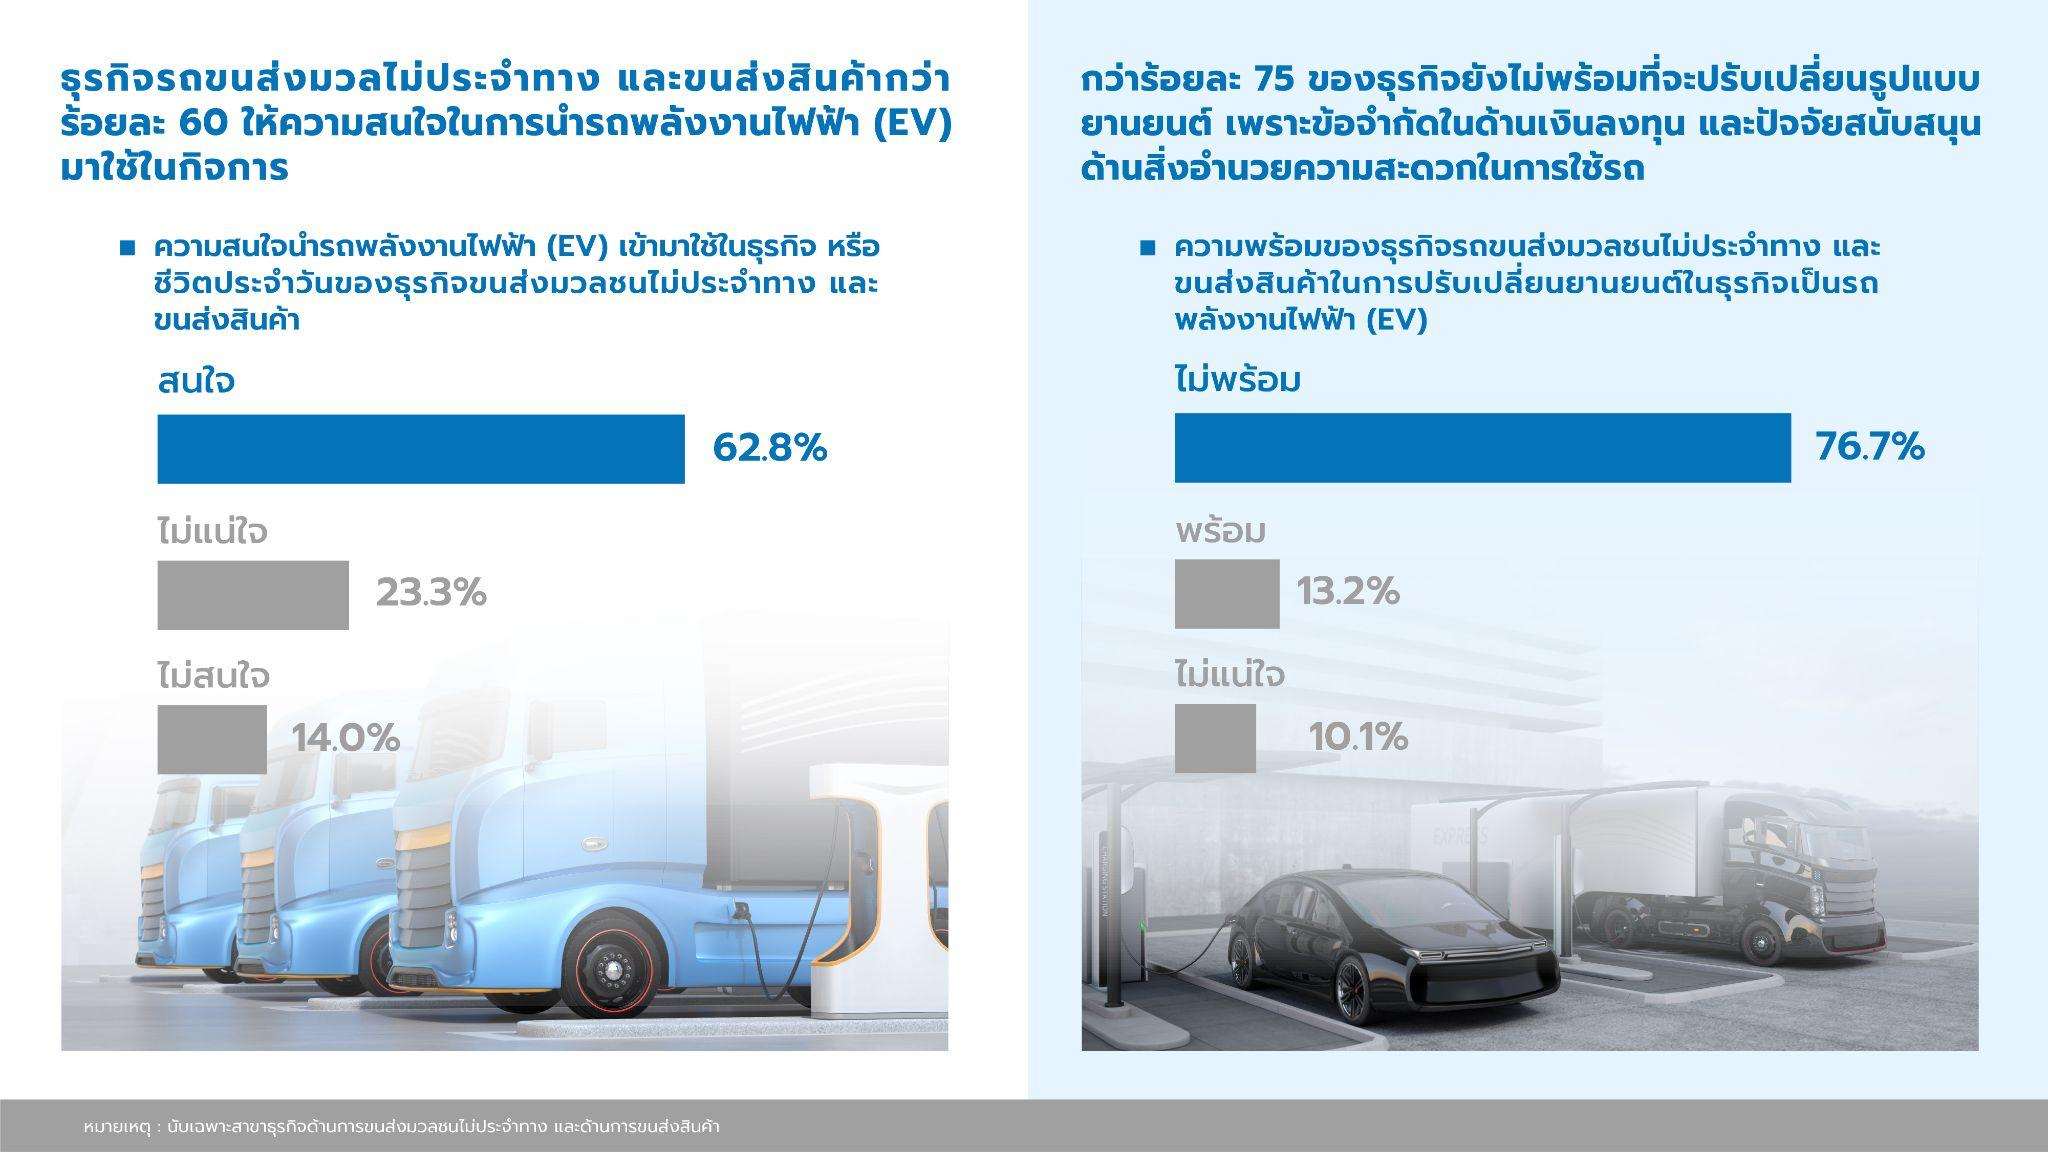 ธุรกิจรถขนส่งมวลไม่ประจำทาง และขนส่งสินค้ากว่า
ร้อยละ 60 ให้ความสนใจในการนำรถพลังงานไฟฟ้า (EV)
มาใช้ในกิจการ
■ ความสนใจนำรถพลังงานไฟฟ้า (EV) เข้ามาใช้ในธุรกิจ หรือ
ชีวิตประจำวันของธุรกิจขนส่งมวลชนไม่ประจำทาง และ
ขนส่งสินค้า
สนใจ
62.8%
ไม่แน่ใจ
23.3%
ไม่สนใจ
14.0%
กว่าร้อยละ 75 ของธุรกิจยังไม่พร้อมที่จะปรับเปลี่ยนรูปแบบ
ยานยนต์ เพราะข้อจำกัดในด้านเงินลงทุน และปัจจัยสนับสนุน
ด้านสิ่งอำนวยความสะดวกในการใช้รถ
■ ความพร้อมของธุรกิจรถขนส่งมวลชนไม่ประจำทาง และ
ขนส่งสินค้าในการปรับเปลี่ยนยานยนต์ในธุรกิจเป็นรถ
พลังงานไฟฟ้า (EV)
ไม่พร้อม
76.7%
พร้อม
13.2%
ไม่แน่ใจ
10.1%
EXPRESS
CHARGING STATION
หมายเหตุ : นับเฉพาะสาขาธุรกิจด้านการขนส่งมวลชนไม่ประจำทาง และด้านการขนส่งสินค้า